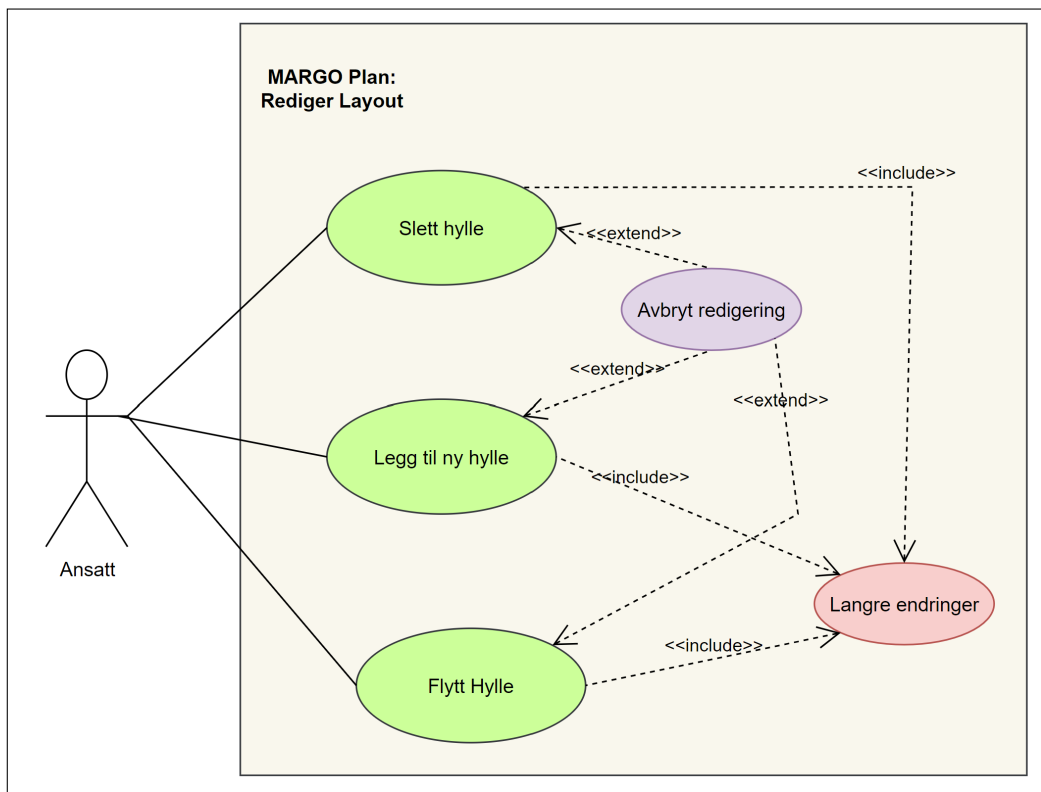 MARGO Plan:
Rediger Layout
<<include>>
Slett hylle
<<extend>>
Avbryt redigering
<<extend>>
<<extend>>
Legg til ny hylle
<<include>>
Ansatt
Langre endringer
<<include>>
Flytt Hylle